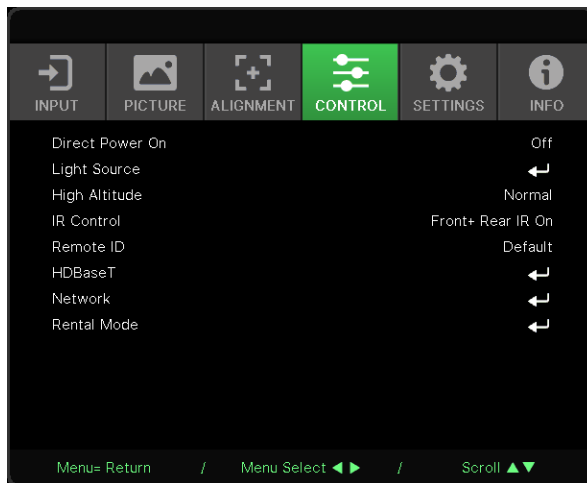 INPUT PICTURE ALIGNMENT CONTROL SETTINGS INFO
Direct Power On Off
Light Source
High Altitude Normal
IR Control Front+ Rear IR On
Remote ID Default
HDBaseT
Network
Rental Mode
Menu= Return / Menu Select ◀ ▶ / Scroll ▲▼